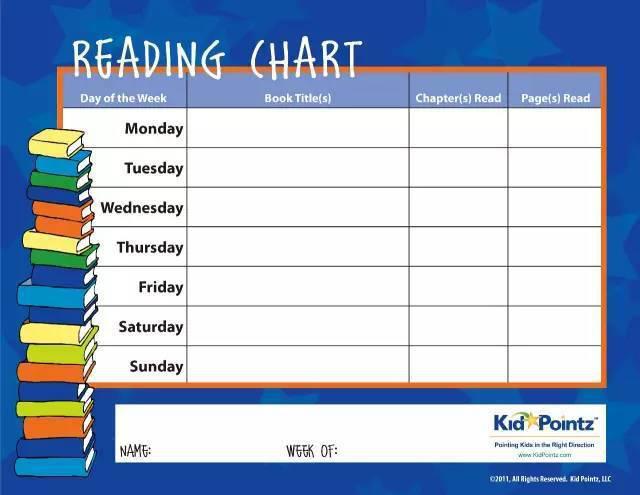 READING CHART
Day of the Week Book Title(s) Chapter(s) Read Page(s) Read
Monday
Tuesday
Wednesday
Thursday
Friday
Saturday
Sunday
NAME: WEEK OF:
Kid Pointz™
Pointing Kids in the Right Direction
www.KidPointz.com
©2011, All Rights Reserved. Kid Pointz, LLC